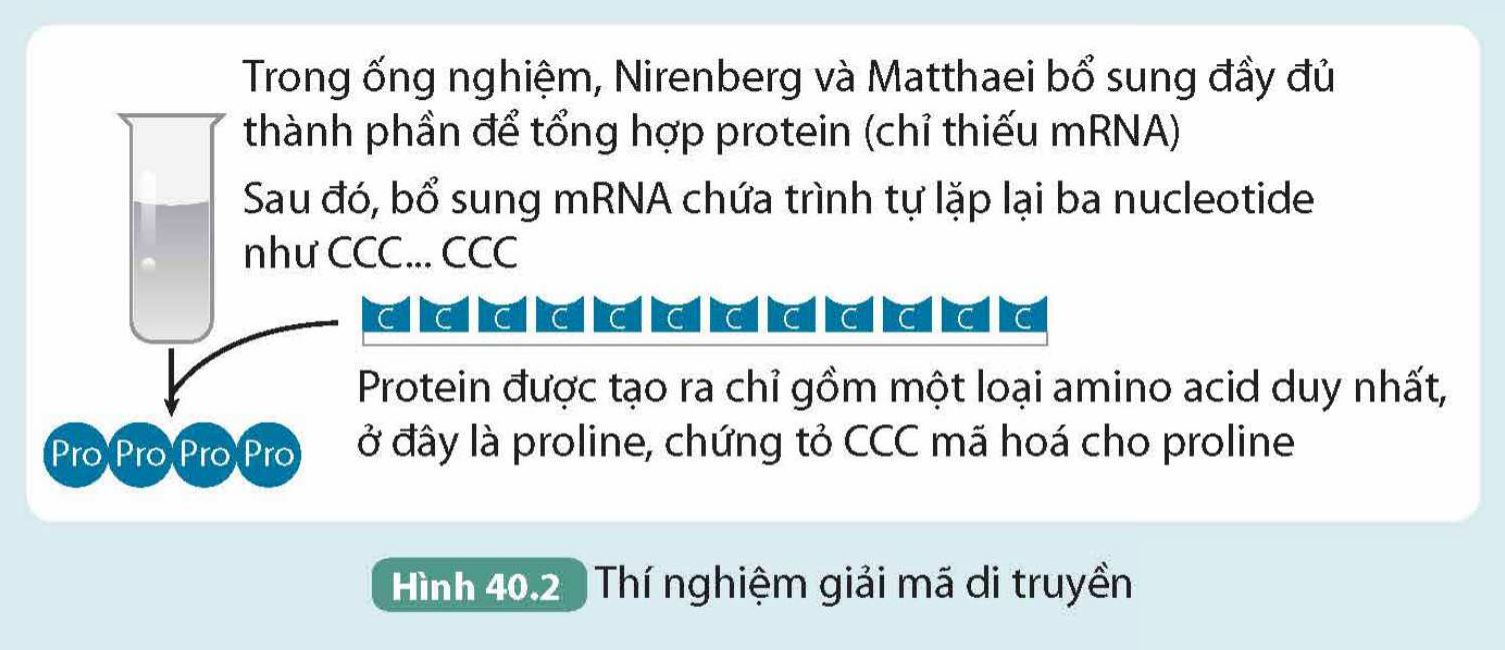 Trong ống nghiệm, Nirenberg và Matthaei bổ sung đầy đủ
thành phần để tổng hợp protein (chỉ thiếu mRNA)
Sau đó, bổ sung mRNA chứa trình tự lặp lại ba nucleotide
như CCC... CCC
C C C C C C C C C C C C
Protein được tạo ra chỉ gồm một loại amino acid duy nhất,
ở đây là proline, chứng tỏ CCC mã hoá cho proline
Pro Pro Pro Pro
Hình 40.2 Thí nghiệm giải mã di truyền